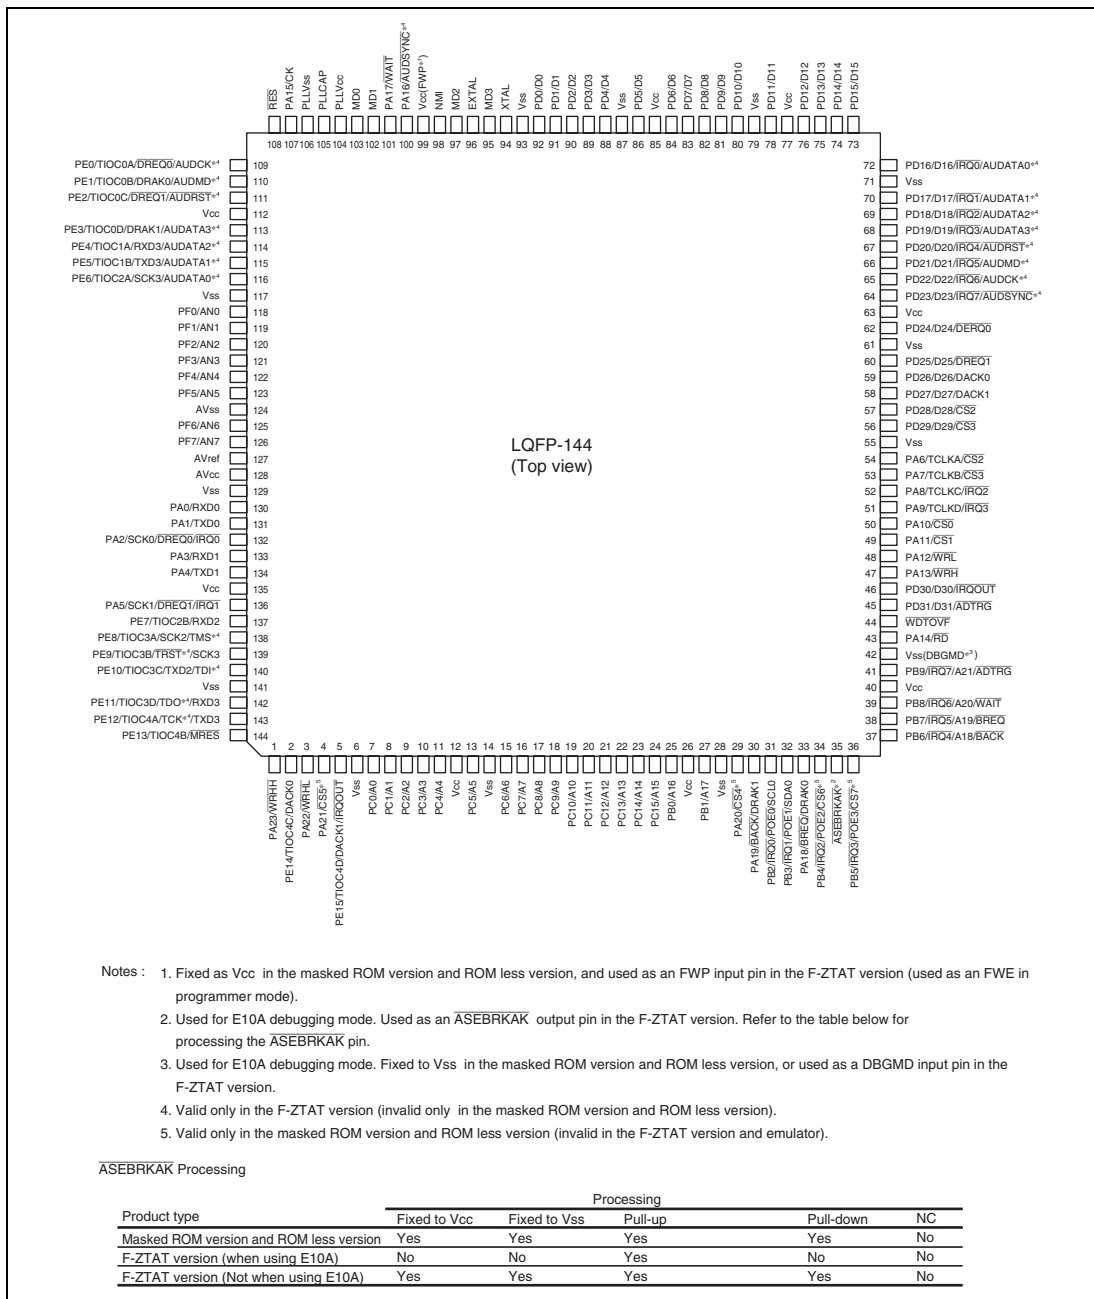 RES
PA15/CK
PLLVss
PLLCAP
PLLVcc
MD0
MD1
PA17/WAIT
PA16/AUDSYNC*4
Vcc(FWP*1)
NMI
MD2
EXTAL
MD3
XTAL
Vss
PD0/D0
PD1/D1
PD2/D2
PD3/D3
PD4/D4
Vss
PD5/D5
Vcc
PD6/D6
PD7/D7
PD8/D8
PD9/D9
PD10/D10
Vss
PD11/D11
Vcc
PD12/D12
PD13/D13
PD14/D14
PD15/D15
108 107 106 105 104 103 102 101 100 99 98 97 96 95 94 93 92 91 90 89 88 87 86 85 84 83 82 81 80 79 78 77 76 75 74 73
PE0/TIOC0A/DREQ0/AUDCK*4 109
PE1/TIOC0B/DRAK0/AUDMD*4 110
PE2/TIOC0C/DREQ1/AUDRST*4 111
Vcc 112
PE3/TIOC0D/DRAK1/AUDATA3*4 113
PE4/TIOC1A/RXD3/AUDATA2*4 114
PE5/TIOC1B/TXD3/AUDATA1*4 115
PE6/TIOC2A/SCK3/AUDATA0*4 116
Vss 117
PF0/AN0 118
PF1/AN1 119
PF2/AN2 120
PF3/AN3 121
PF4/AN4 122
PF5/AN5 123
AVss 124
PF6/AN6 125
PF7/AN7 126
AVref 127
AVcc 128
Vss 129
PA0/RXD0 130
PA1/TXD0 131
PA2/SCK0/DREQ0/IRQ0 132
PA3/RXD1 133
PA4/TXD1 134
Vcc 135
PA5/SCK1/DREQ1/IRQ1 136
PE7/TIOC2B/RXD2 137
PE8/TIOC3A/SCK2/TMS*4 138
PE9/TIOC3B/TRST*4/SCK3 139
PE10/TIOC3C/TXD2/TDI*4 140
Vss 141
PE11/TIOC3D/TDO*4/RXD3 142
PE12/TIOC4A/TCK*4/TXD3 143
PE13/TIOC4B/MRES 144
LQFP-144
(Top view)
72 PD16/D16/IRQ0/AUDATA0*4
71 Vss
70 PD17/D17/IRQ1/AUDATA1*4
69 PD18/D18/IRQ2/AUDATA2*4
68 PD19/D19/IRQ3/AUDATA3*4
67 PD20/D20/IRQ4/AUDRST*4
66 PD21/D21/IRQ5/AUDMD*4
65 PD22/D22/IRQ6/AUDCK*4
64 PD23/D23/IRQ7/AUDSYNC*4
63 Vcc
62 PD24/D24/DERQ0
61 Vss
60 PD25/D25/DREQ1
59 PD26/D26/DACK0
58 PD27/D27/DACK1
57 PD28/D28/CS2
56 PD29/D29/CS3
55 Vss
54 PA6/TCLKA/CS2
53 PA7/TCLKB/CS3
52 PA8/TCLKC/IRQ2
51 PA9/TCLKD/IRQ3
50 PA10/CS0
49 PA11/CS1
48 PA12/WRL
47 PA13/WRH
46 PD30/D30/IRQOUT
45 PD31/D31/ADTRG
44 WDTOVF
43 PA14/RD
42 Vss(DBGMD*3)
41 PB9/IRQ7/A21/ADTRG
40 Vcc
39 PB8/IRQ6/A20/WAIT
38 PB7/IRQ5/A19/BREQ
37 PB6/IRQ4/A18/BACK
1 2 3 4 5 6 7 8 9 10 11 12 13 14 15 16 17 18 19 20 21 22 23 24 25 26 27 28 29 30 31 32 33 34 35 36
PA23/WRHH
PE14/TIOC4C/DACK0
PA22/WRHL
PA21/CS5*5
PE15/TIOC4D/DACK1/IRQOUT
Vss
PC0/A0
PC1/A1
PC2/A2
PC3/A3
PC4/A4
Vcc
PC5/A5
Vss
PC6/A6
PC7/A7
PC8/A8
PC9/A9
PC10/A10
PC11/A11
PC12/A12
PC13/A13
PC14/A14
PC15/A15
PB0/A16
Vcc
PB1/A17
Vss
PA20/CS4*5
PA19/BACK/DRAK1
PB2/IRQ0/POE0/SCL0
PB3/IRQ1/POE1/SDA0
PA18/BREQ/DRAK0
PB4/IRQ2/POE2/CS6*5
ASEBRKAK*2
PB5/IRQ3/POE3/CS7*5
Notes : 1. Fixed as Vcc in the masked ROM version and ROM less version, and used as an FWP input pin in the F-ZTAT version (used as an FWE in
programmer mode).
2. Used for E10A debugging mode. Used as an ASEBRKAK output pin in the F-ZTAT version. Refer to the table below for
processing the ASEBRKAK pin.
3. Used for E10A debugging mode. Fixed to Vss in the masked ROM version and ROM less version, or used as a DBGMD input pin in the
F-ZTAT version.
4. Valid only in the F-ZTAT version (invalid only in the masked ROM version and ROM less version).
5. Valid only in the masked ROM version and ROM less version (invalid in the F-ZTAT version and emulator).
ASEBRKAK Processing
Processing
Product type Fixed to Vcc Fixed to Vss Pull-up Pull-down NC
Masked ROM version and ROM less version Yes Yes Yes Yes No
F-ZTAT version (when using E10A) No No Yes No No
F-ZTAT version (Not when using E10A) Yes Yes Yes Yes No